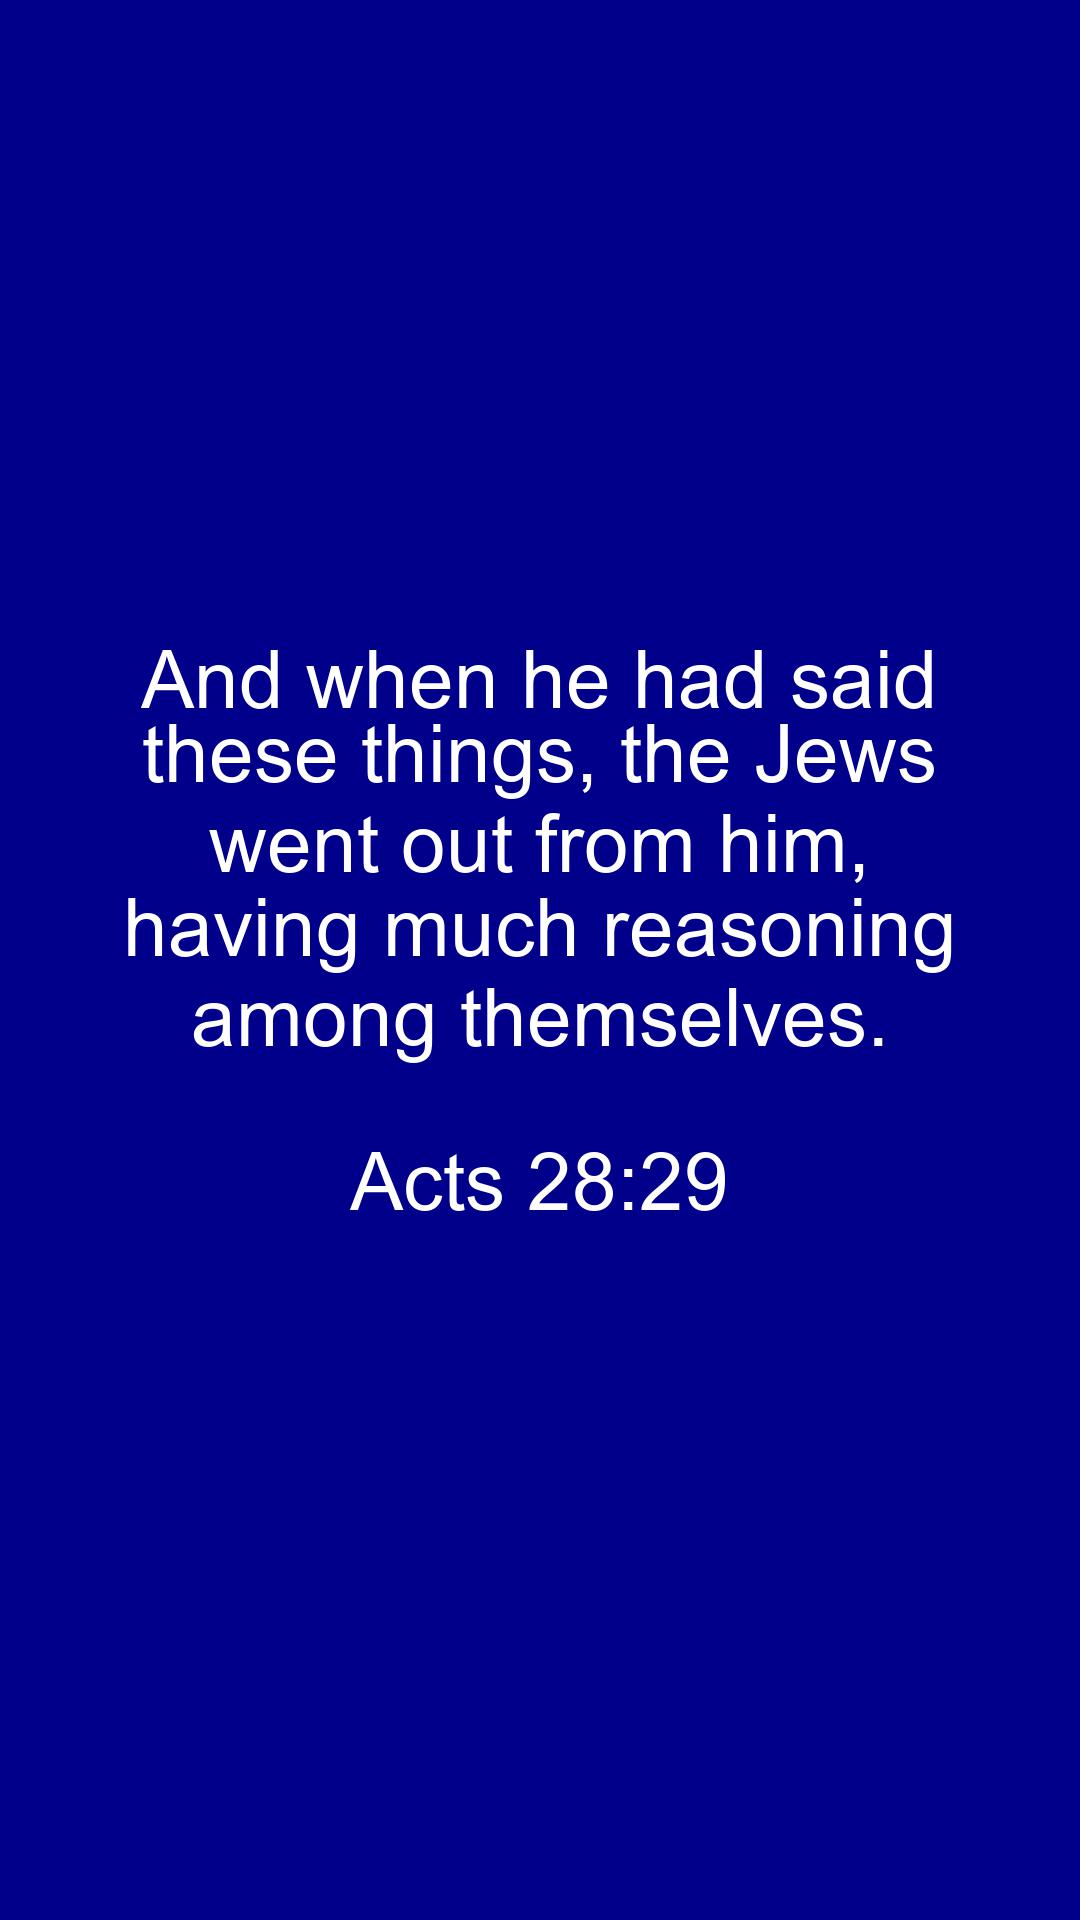 And when he had said
these things, the Jews
went out from him,
having much reasoning
among themselves.
Acts 28:29